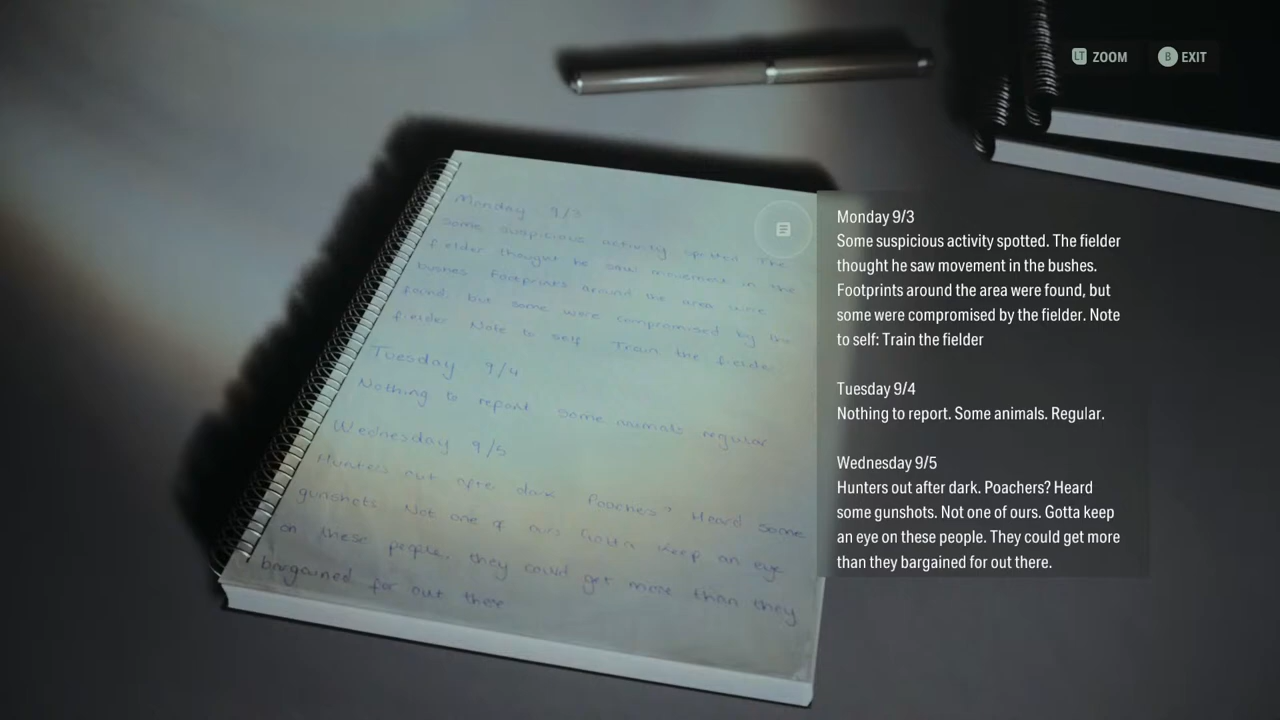 LT ZOOM
B EXIT
Monday 9/3
Some suspicious activity spotted. The
fielder thought he saw movement in the
bushes. Footprints around the area were
found, but some were compromised by the
fielder. Note to self. Train the fielder
Tuesday 9/4
Nothing to report. Some animals regular
Wednesday 9/5
Hunters out after dark. Poachers? Heard some
gunshots. Not one of ours. Gotta keep an eye
on these people, they could get more than they
bargained for out there
Monday 9/3
Some suspicious activity spotted. The fielder
thought he saw movement in the bushes.
Footprints around the area were found, but
some were compromised by the fielder. Note
to self: Train the fielder
Tuesday 9/4
Nothing to report. Some animals. Regular.
Wednesday 9/5
Hunters out after dark. Poachers? Heard
some gunshots. Not one of ours. Gotta keep
an eye on these people. They could get more
than they bargained for out there.